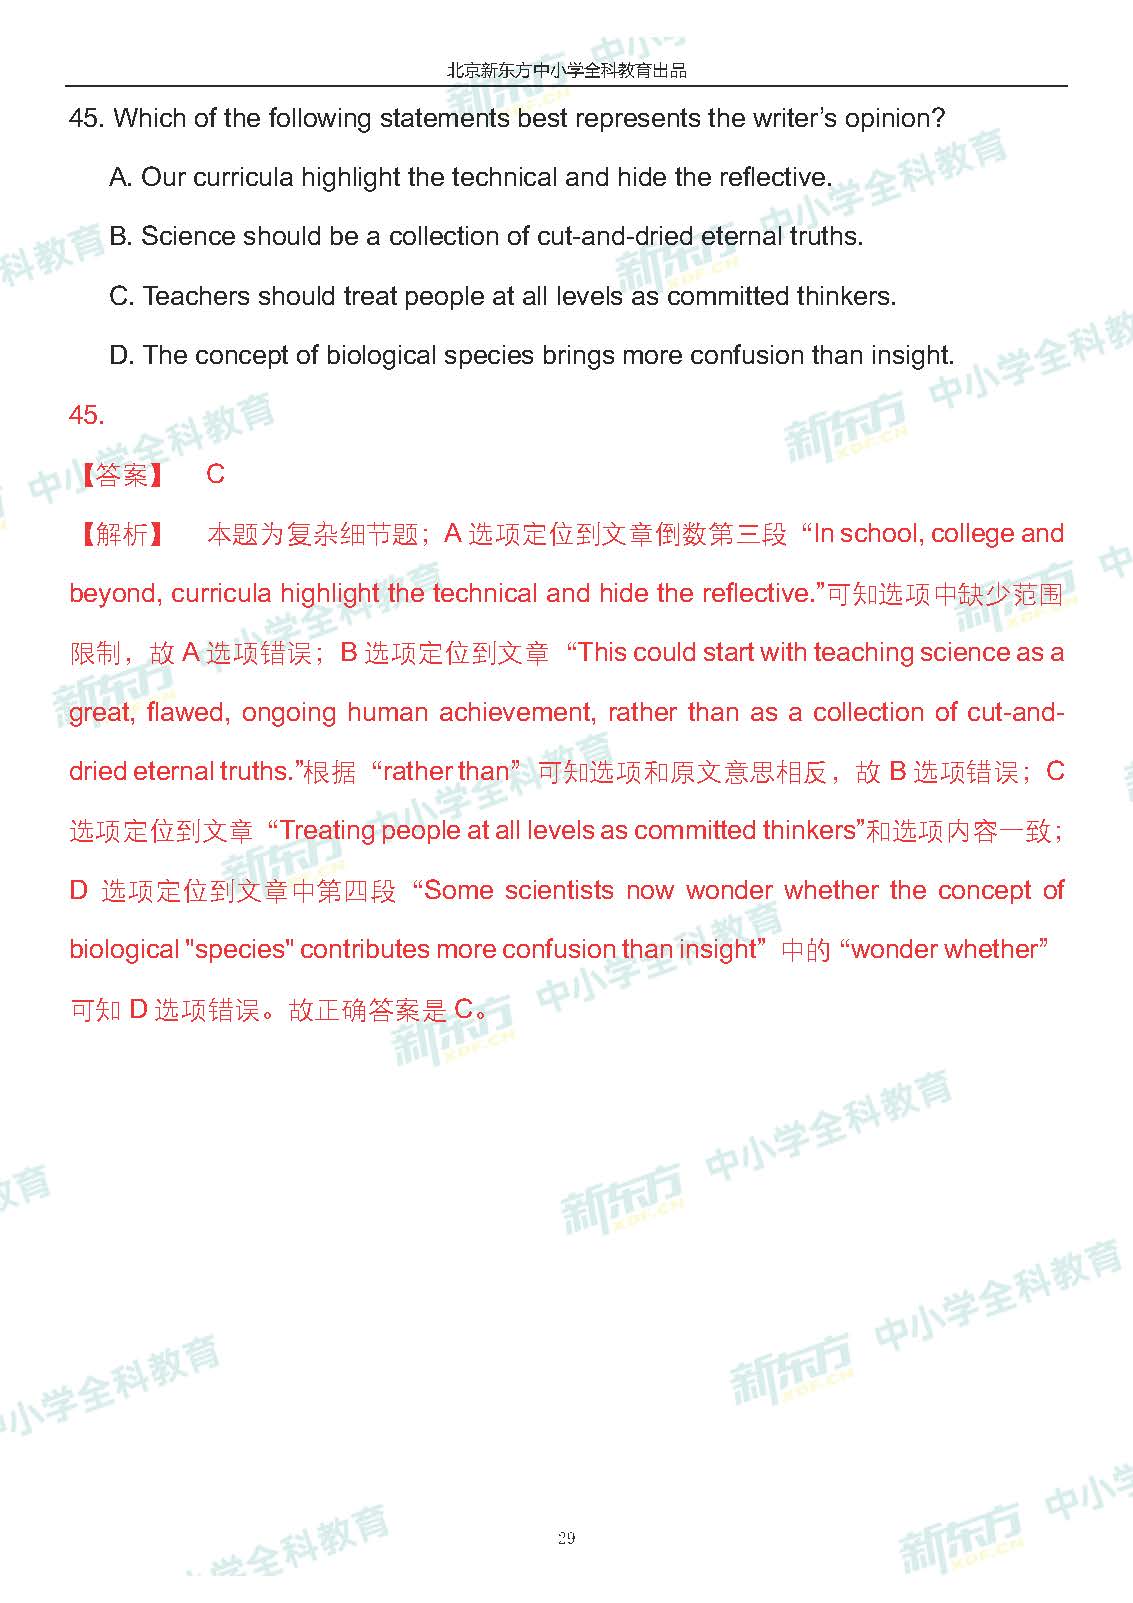 北京新东方中小学全科教育出品
45. Which of the following statements best represents the writer’s opinion?
A. Our curricula highlight the technical and hide the reflective.
B. Science should be a collection of cut-and-dried eternal truths.
C. Teachers should treat people at all levels as committed thinkers.
D. The concept of biological species brings more confusion than insight.
45.
【答案】 C
【解析】 本题为复杂细节题；A 选项定位到文章倒数第三段“In school, college and
beyond, curricula highlight the technical and hide the reflective.”可知选项中缺少范围
限制，故 A 选项错误；B 选项定位到文章“This could start with teaching science as a
great, flawed, ongoing human achievement, rather than as a collection of cut-and-
dried eternal truths.”根据“rather than”可知选项和原文意思相反，故 B 选项错误；C
选项定位到文章“Treating people at all levels as committed thinkers”和选项内容一致；
D 选项定位到文章中第四段“Some scientists now wonder whether the concept of
biological "species" contributes more confusion than insight”中的“wonder whether”
可知 D 选项错误。故正确答案是 C。
29